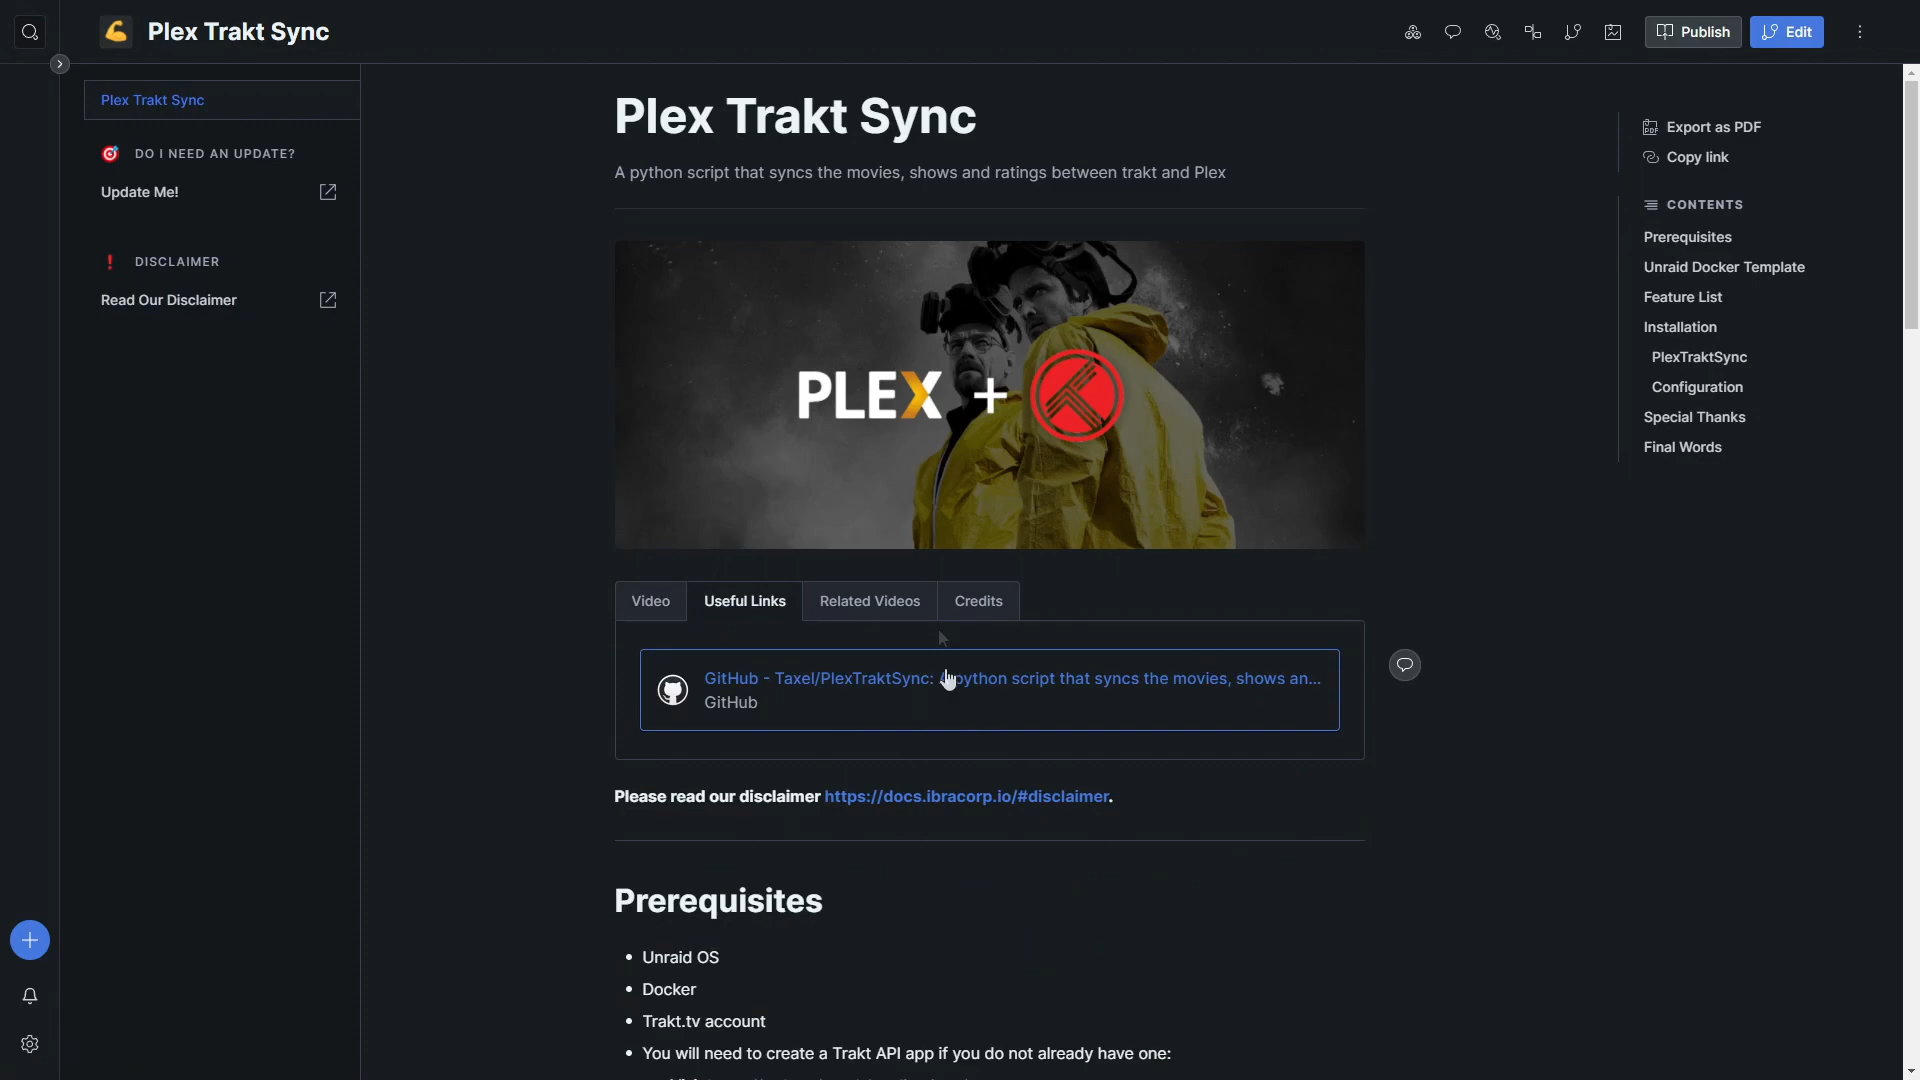 Plex Trakt Sync
Publish
Edit
Plex Trakt Sync
DO I NEED AN UPDATE?
Update Me!
DISCLAIMER
Read Our Disclaimer
Plex Trakt Sync
A python script that syncs the movies, shows and ratings between trakt and Plex
PLEX +
Video
Useful Links
Related Videos
Credits
GitHub - Taxel/PlexTraktSync: A python script that syncs the movies, shows an...
GitHub
Please read our disclaimer https://docs.ibracorp.io/#disclaimer.
Prerequisites
• Unraid OS
• Docker
• Trakt.tv account
• You will need to create a Trakt API app if you do not already have one:
Export as PDF
Copy link
CONTENTS
Prerequisites
Unraid Docker Template
Feature List
Installation
PlexTraktSync
Configuration
Special Thanks
Final Words